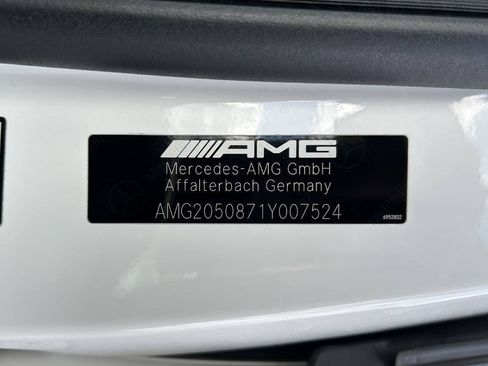 AMG
Mercedes-AMG GmbH
Affalterbach Germany
AMG2050871Y007524
6952832